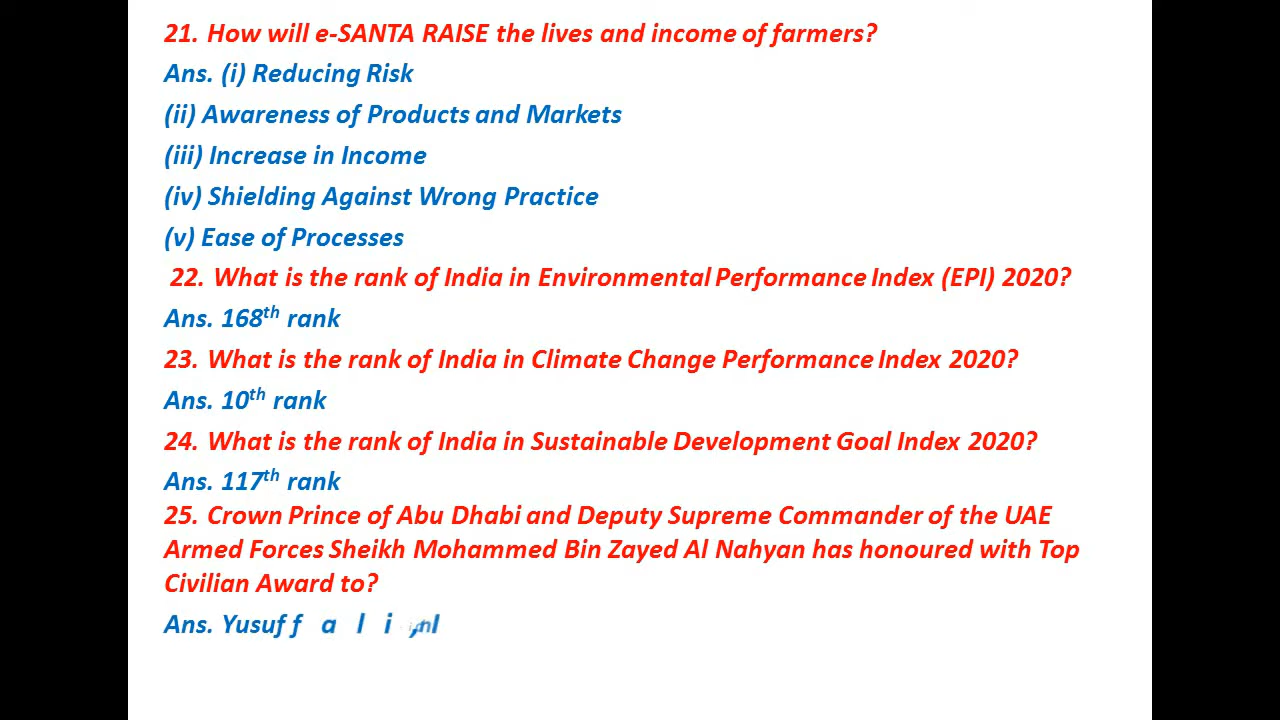 21. How will e-SANTA RAISE the lives and income of farmers?
Ans. (i) Reducing Risk
(ii) Awareness of Products and Markets
(iii) Increase in Income
(iv) Shielding Against Wrong Practice
(v) Ease of Processes
22. What is the rank of India in Environmental Performance Index (EPI) 2020?
Ans. 168th rank
23. What is the rank of India in Climate Change Performance Index 2020?
Ans. 10th rank
24. What is the rank of India in Sustainable Development Goal Index 2020?
Ans. 117th rank
25. Crown Prince of Abu Dhabi and Deputy Supreme Commander of the UAE
Armed Forces Sheikh Mohammed Bin Zayed Al Nahyan has honoured with Top
Civilian Award to?
Ans. Yusuff ali